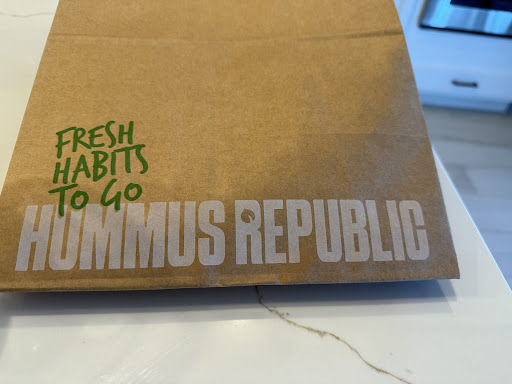 FRESH
HABITS
TO GO
HUMMUS REPUBLIC